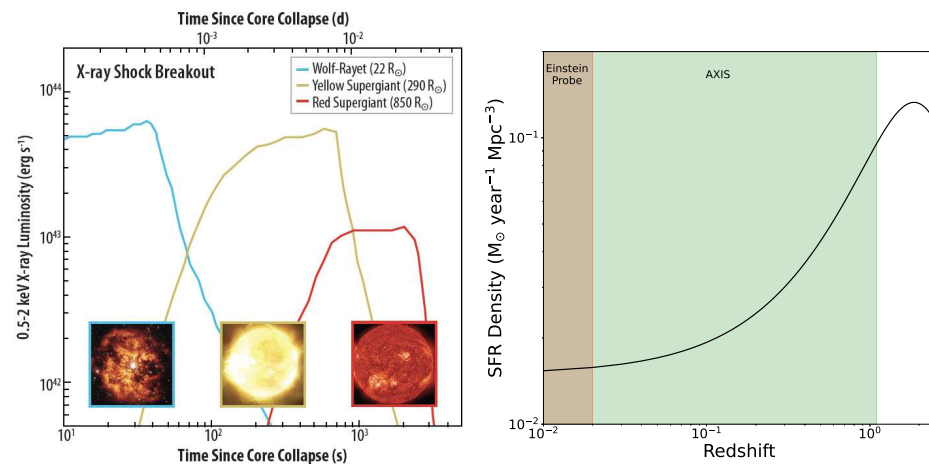 Time Since Core Collapse (d)
10⁻³ 10⁻²
X-ray Shock Breakout
Wolf-Rayet (22 R☉)
Yellow Supergiant (290 R☉)
Red Supergiant (850 R☉)
0.5-2 keV X-ray Luminosity (erg s⁻¹)
10⁴⁴
10⁴³
10⁴²
10¹ 10² 10³
Time Since Core Collapse (s)
Einstein
Probe
AXIS
SFR Density (M☉ year⁻¹ Mpc⁻³)
10⁻¹
10⁻²
10⁻² 10⁻¹ 10⁰
Redshift